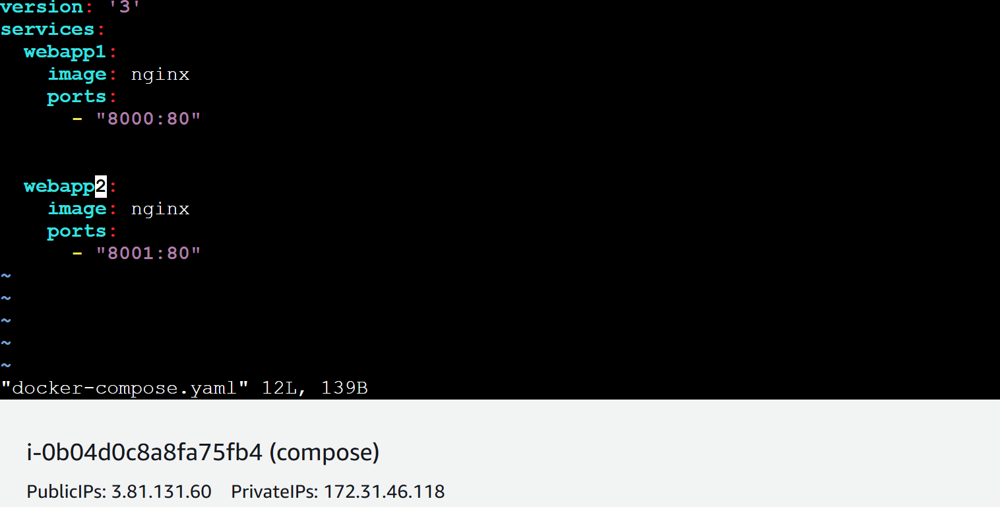 version: '3'
services:
  webapp1:
    image: nginx
    ports:
      - "8000:80"
  webapp2:
    image: nginx
    ports:
      - "8001:80"
~
~
~
~
~
"docker-compose.yaml" 12L, 139B
i-0b04d0c8a8fa75fb4 (compose)
PublicIPs: 3.81.131.60 PrivateIPs: 172.31.46.118